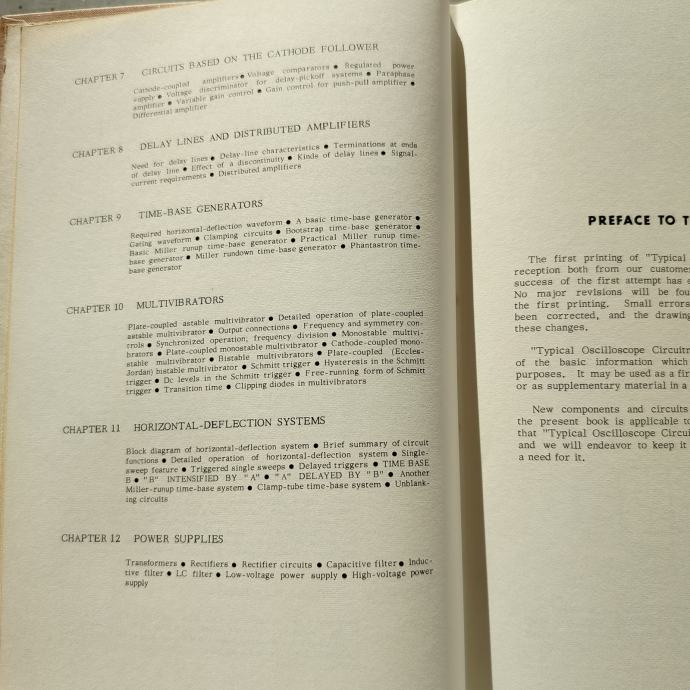 CHAPTER 7 CIRCUITS BASED ON THE CATHODE FOLLOWER
Cathode-coupled amplifiers ● Voltage comparators ● Regulated power
supply ● Voltage discriminator for delay-pickoff systems ● Paraphase
amplifier ● Variable gain control ● Gain control for push-pull amplifier ●
Differential amplifier
CHAPTER 8 DELAY LINES AND DISTRIBUTED AMPLIFIERS
Need for delay lines ● Delay-line characteristics ● Terminations at ends
of delay line ● Effect of a discontinuity ● Kinds of delay lines ● Signal-
current requirements ● Distributed amplifiers
CHAPTER 9 TIME-BASE GENERATORS
Required horizontal-deflection waveform ● A basic time-base generator ●
Gating waveform ● Clamping circuits ● Bootstrap time-base generator ●
Basic Miller runup time-base generator ● Practical Miller runup time-
base generator ● Miller rundown time-base generator ● Phantastron time-
base generator
CHAPTER 10 MULTIVIBRATORS
Plate-coupled astable multivibrator ● Detailed operation of plate-coupled
astable multivibrator ● Output connections ● Frequency and symmetry con-
trols ● Synchronized operation; frequency division ● Monostable multivi-
brators ● Plate-coupled monostable multivibrator ● Cathode-coupled mono-
stable multivibrator ● Bistable multivibrators ● Plate-coupled (Eccles-
Jordan) bistable multivibrator ● Schmitt trigger ● Hysteresis in the Schmitt
trigger ● Dc levels in the Schmitt trigger ● Free-running form of Schmitt
trigger ● Transition time ● Clipping diodes in multivibrators
CHAPTER 11 HORIZONTAL-DEFLECTION SYSTEMS
Block diagram of horizontal-deflection system ● Brief summary of circuit
functions ● Detailed operation of horizontal-deflection system ● Single-
sweep feature ● Triggered single sweeps ● Delayed triggers ● TIME BASE
B ● "B" INTENSIFIED BY "A" ● "A" DELAYED BY "B" ● Another
Miller-runup time-base system ● Clamp-tube time-base system ● Unblank-
ing circuits
CHAPTER 12 POWER SUPPLIES
Transformers ● Rectifiers ● Rectifier circuits ● Capacitive filter ● Induc-
tive filter ● LC filter ● Low-voltage power supply ● High-voltage power
supply
PREFACE TO T
The first printing of "Typical
reception both from our custome
success of the first attempt has e
No major revisions will be fou
the first printing. Small errors
been corrected, and the drawing
these changes.
"Typical Oscilloscope Circuitr
of the basic information which
purposes. It may be used as a fir
or as supplementary material in a
New components and circuits
the present book is applicable to
that "Typical Oscilloscope Circui
and we will endeavor to keep it
a need for it.